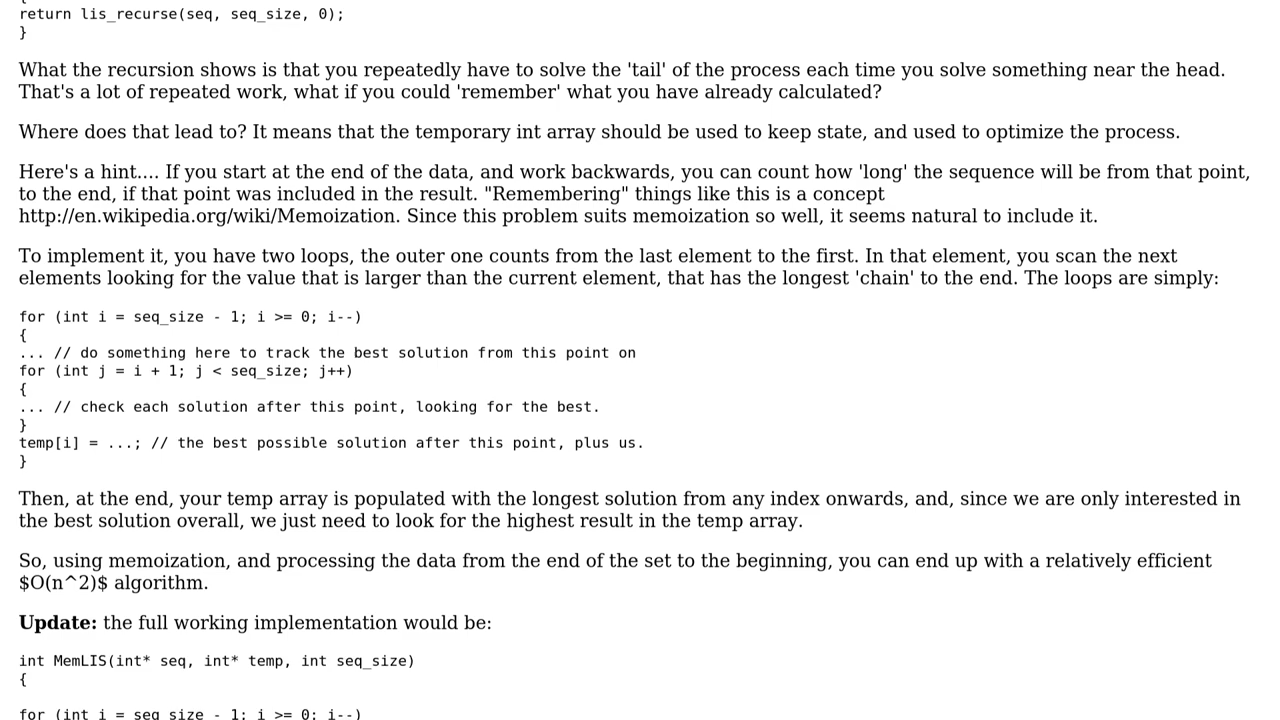 {
return lis_recurse(seq, seq_size, 0);
}
What the recursion shows is that you repeatedly have to solve the 'tail' of the process each time you solve something near the head.
That's a lot of repeated work, what if you could 'remember' what you have already calculated?
Where does that lead to? It means that the temporary int array should be used to keep state, and used to optimize the process.
Here's a hint.... If you start at the end of the data, and work backwards, you can count how 'long' the sequence will be from that point,
to the end, if that point was included in the result. "Remembering" things like this is a concept
http://en.wikipedia.org/wiki/Memoization. Since this problem suits memoization so well, it seems natural to include it.
To implement it, you have two loops, the outer one counts from the last element to the first. In that element, you scan the next
elements looking for the value that is larger than the current element, that has the longest 'chain' to the end. The loops are simply:
for (int i = seq_size - 1; i >= 0; i--)
{
... // do something here to track the best solution from this point on
for (int j = i + 1; j < seq_size; j++)
{
... // check each solution after this point, looking for the best.
}
temp[i] = ...; // the best possible solution after this point, plus us.
}
Then, at the end, your temp array is populated with the longest solution from any index onwards, and, since we are only interested in
the best solution overall, we just need to look for the highest result in the temp array.
So, using memoization, and processing the data from the end of the set to the beginning, you can end up with a relatively efficient
$O(n^2)$ algorithm.
Update: the full working implementation would be:
int MemLIS(int* seq, int* temp, int seq_size)
{
for (int i = seq_size - 1; i >= 0; i--)